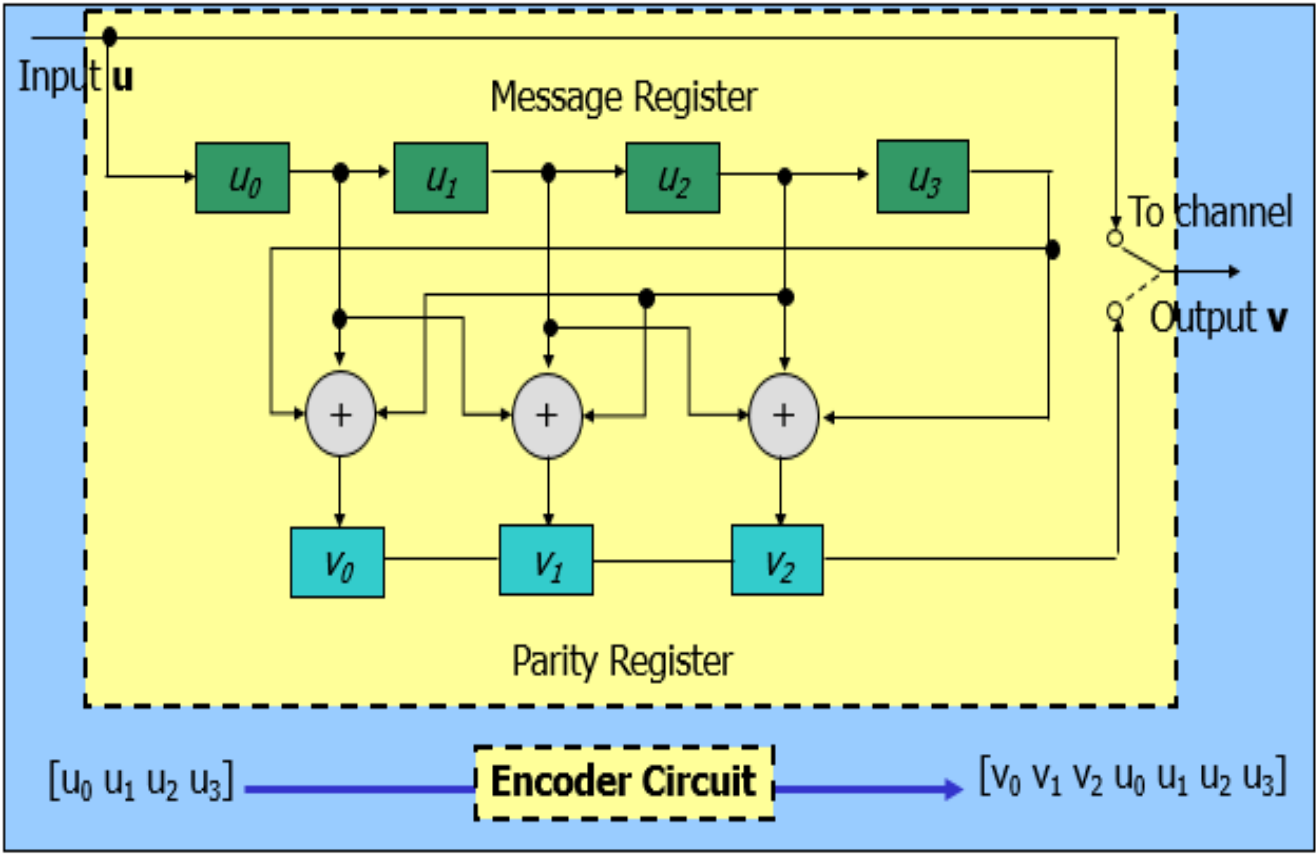 Input u
Message Register
u₀ u₁ u₂ u₃
To channel
Output v
+ + +
v₀ v₁ v₂
Parity Register
[u₀ u₁ u₂ u₃] Encoder Circuit [v₀ v₁ v₂ u₀ u₁ u₂ u₃]